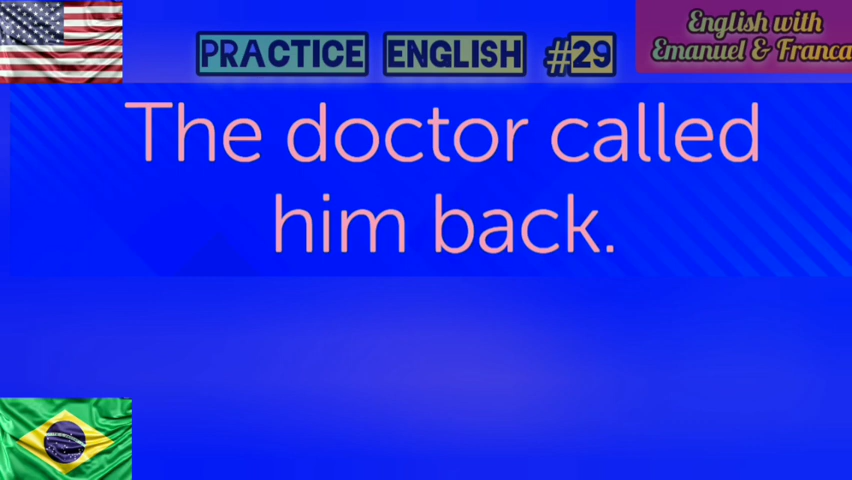 PRACTICE ENGLISH #29
English with
Emanuel & Franca
The doctor called
him back.